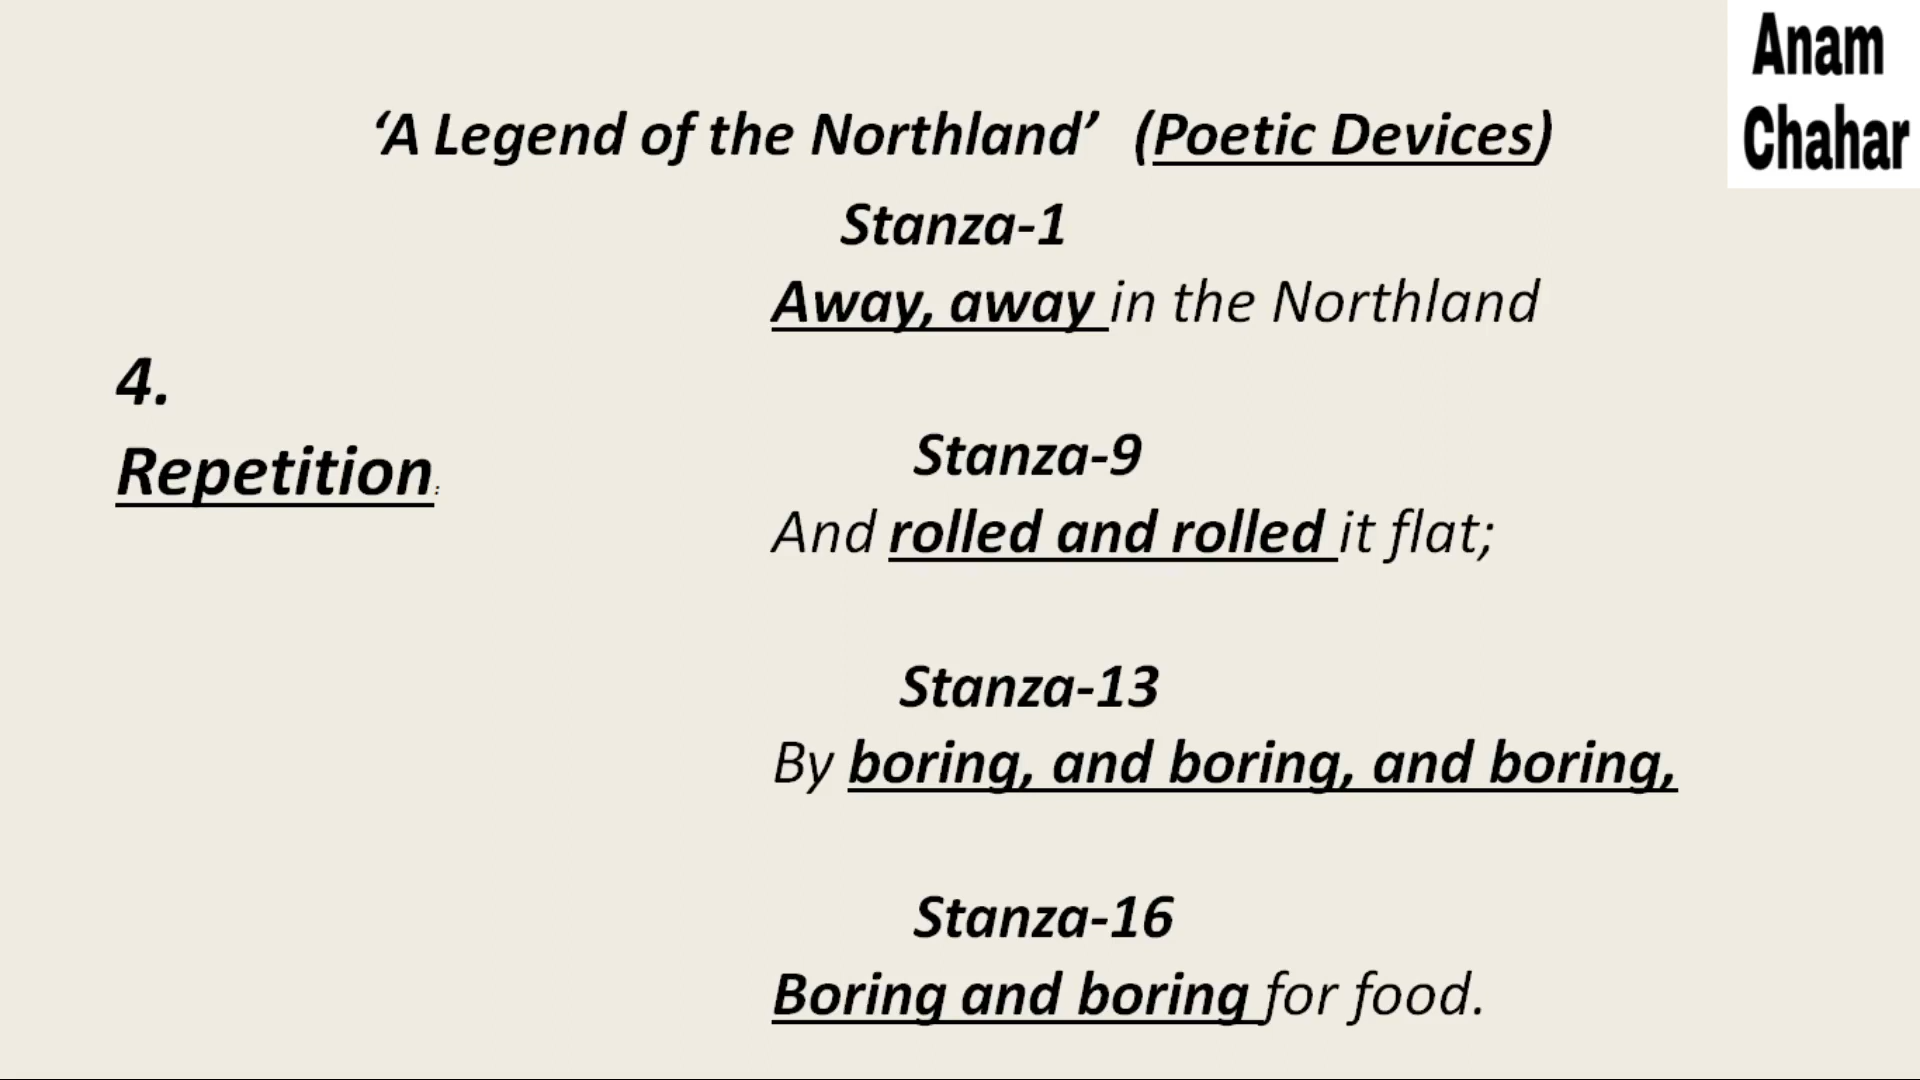 Anam
Chahar
‘A Legend of the Northland’ (Poetic Devices)
Stanza-1
Away, away in the Northland
4.
Repetition:
Stanza-9
And rolled and rolled it flat;
Stanza-13
By boring, and boring, and boring,
Stanza-16
Boring and boring for food.